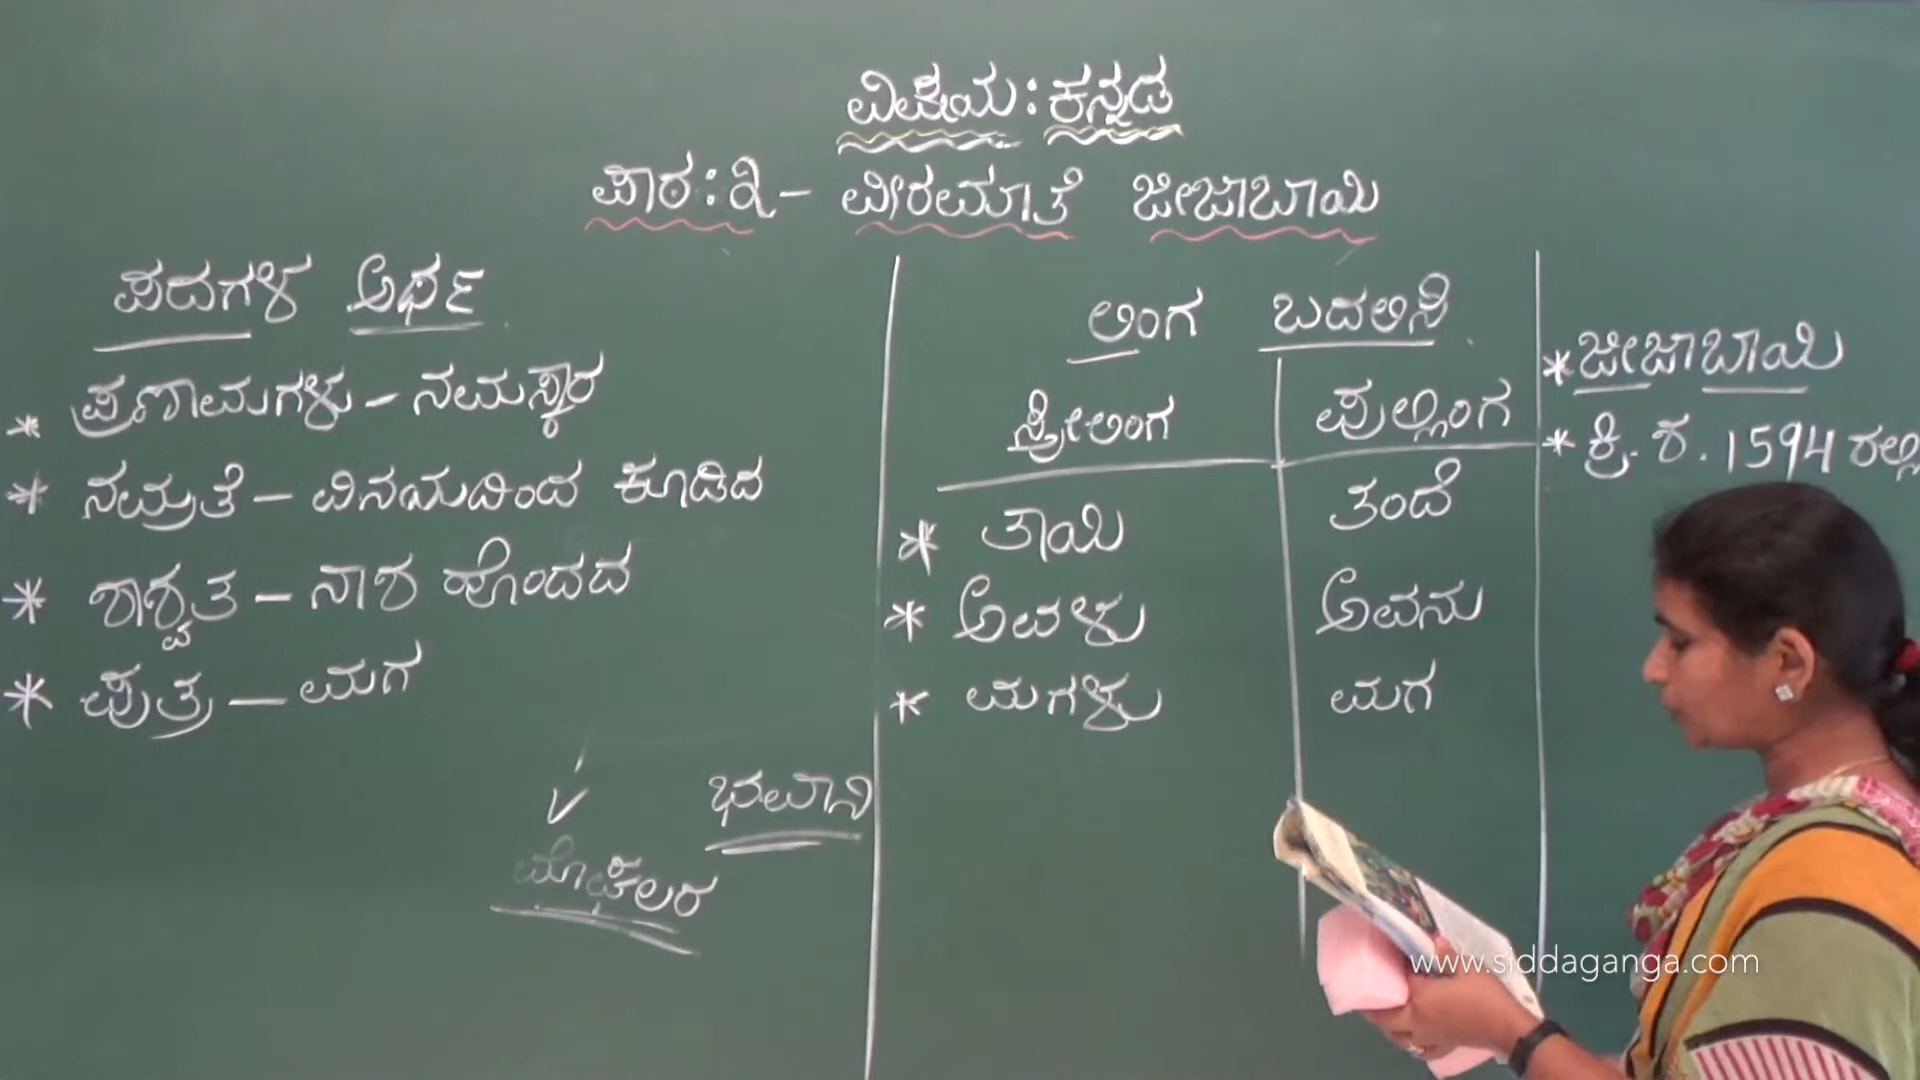 ವಿಷಯ : ಕನ್ನಡ
ಪಾಠ : ೩ - ವೀರಮಾತೆ ಜೀಜಾಬಾಯಿ
ಪದಗಳ ಅರ್ಥ
* ಪ್ರಣಾಮಗಳು - ನಮಸ್ಕಾರ
* ನಮ್ರತೆ - ವಿನಯದಿಂದ ಕೂಡಿದ
* ಶಾಶ್ವತ - ನಾಶ ಹೊಂದದ
* ಪುತ್ರ - ಮಗ
ಭವಾನಿ
ಲಿಂಗ ಬದಲಿಸಿ
ಸ್ತ್ರೀಲಿಂಗ ಪುಲ್ಲಿಂಗ
* ತಾಯಿ ತಂದೆ
* ಅವಳು ಅವನು
* ಮಗಳು ಮಗ
* ಜೀಜಾಬಾಯಿ
* ಕ್ರಿ. ಶ. 1594 ರಲ್ಲಿ
www.siddaganga.com